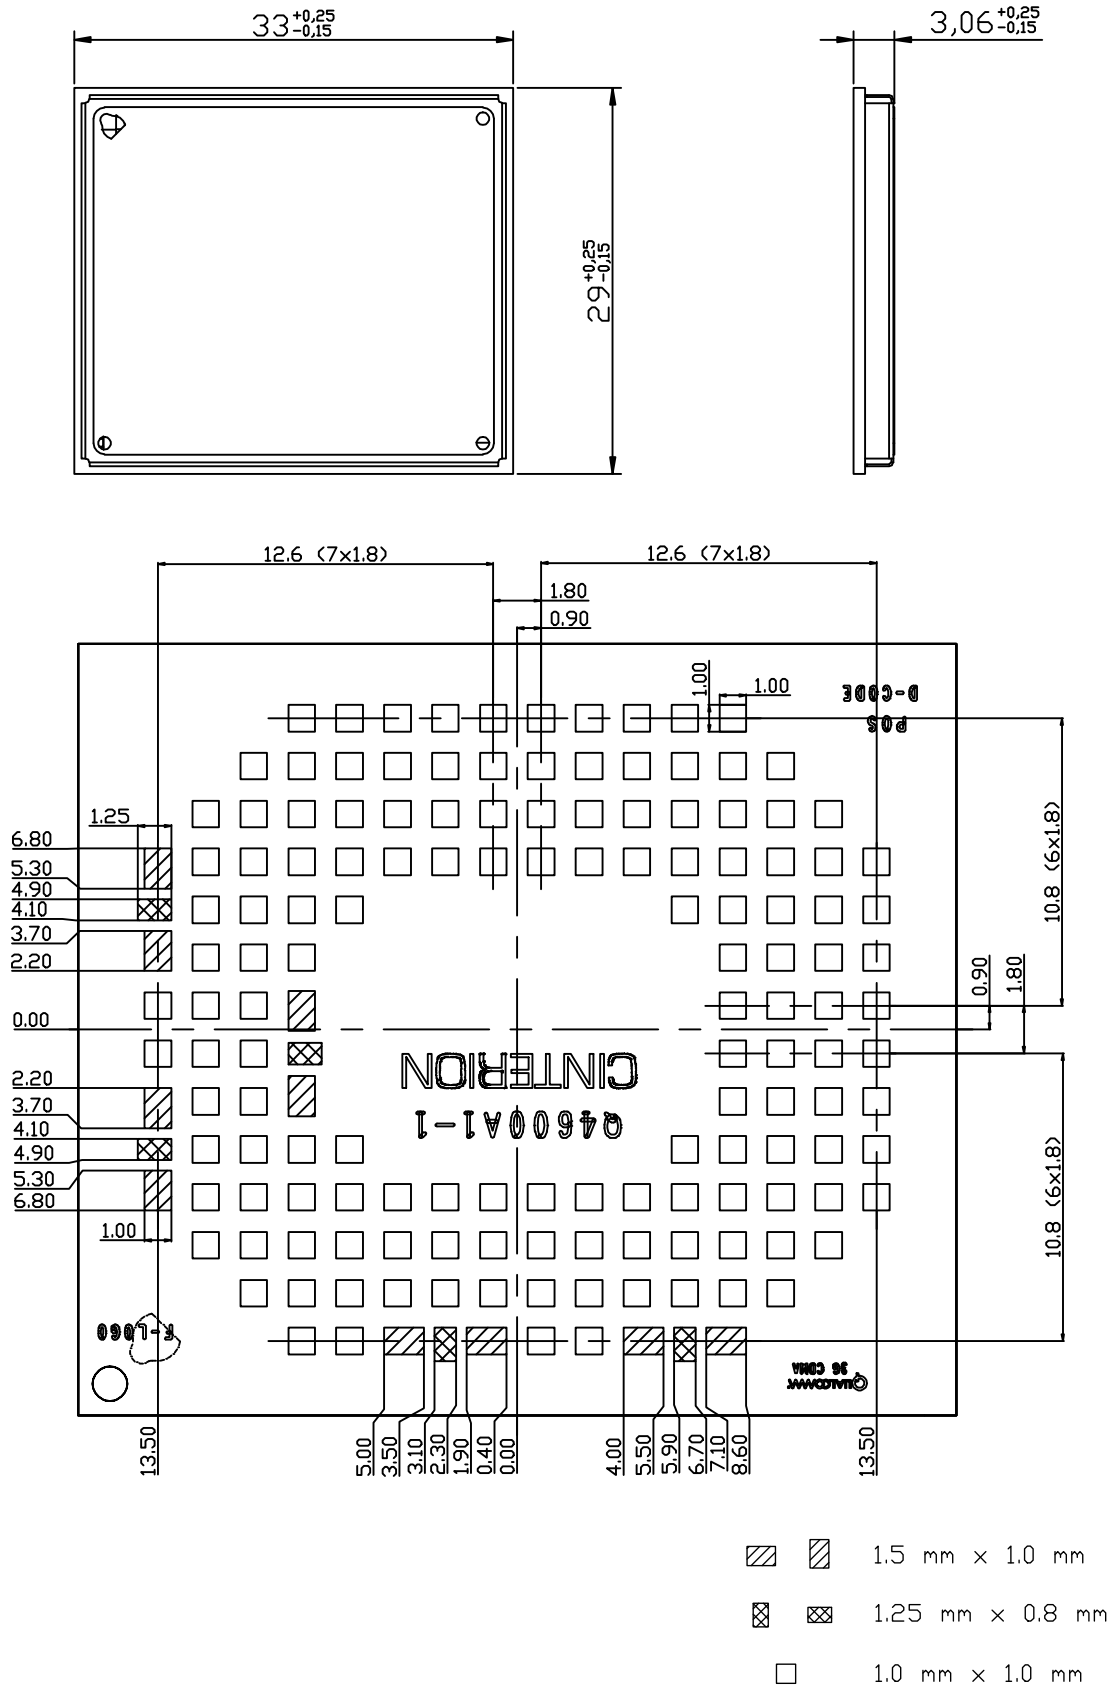 33 +0,25 -0,15
3,06 +0,25 -0,15
29 +0,25 -0,15
12.6 (7x1.8)
12.6 (7x1.8)
1.80
0.90
1.00
1.00
D-CODE
POS
1.25
6.80
5.30
4.90
4.10
3.70
2.20
0.00
2.20
3.70
4.10
4.90
5.30
6.80
1.00
10.8 (6x1.8)
0.90
1.80
10.8 (6x1.8)
CINTERION
Q4600A1-1
F-LOGO
3G CDMA
QUALCOMM
13.50
5.00
3.50
3.10
2.30
1.90
0.40
0.00
4.00
5.50
5.90
6.70
7.10
8.60
13.50
1.5 mm x 1.0 mm
1.25 mm x 0.8 mm
1.0 mm x 1.0 mm